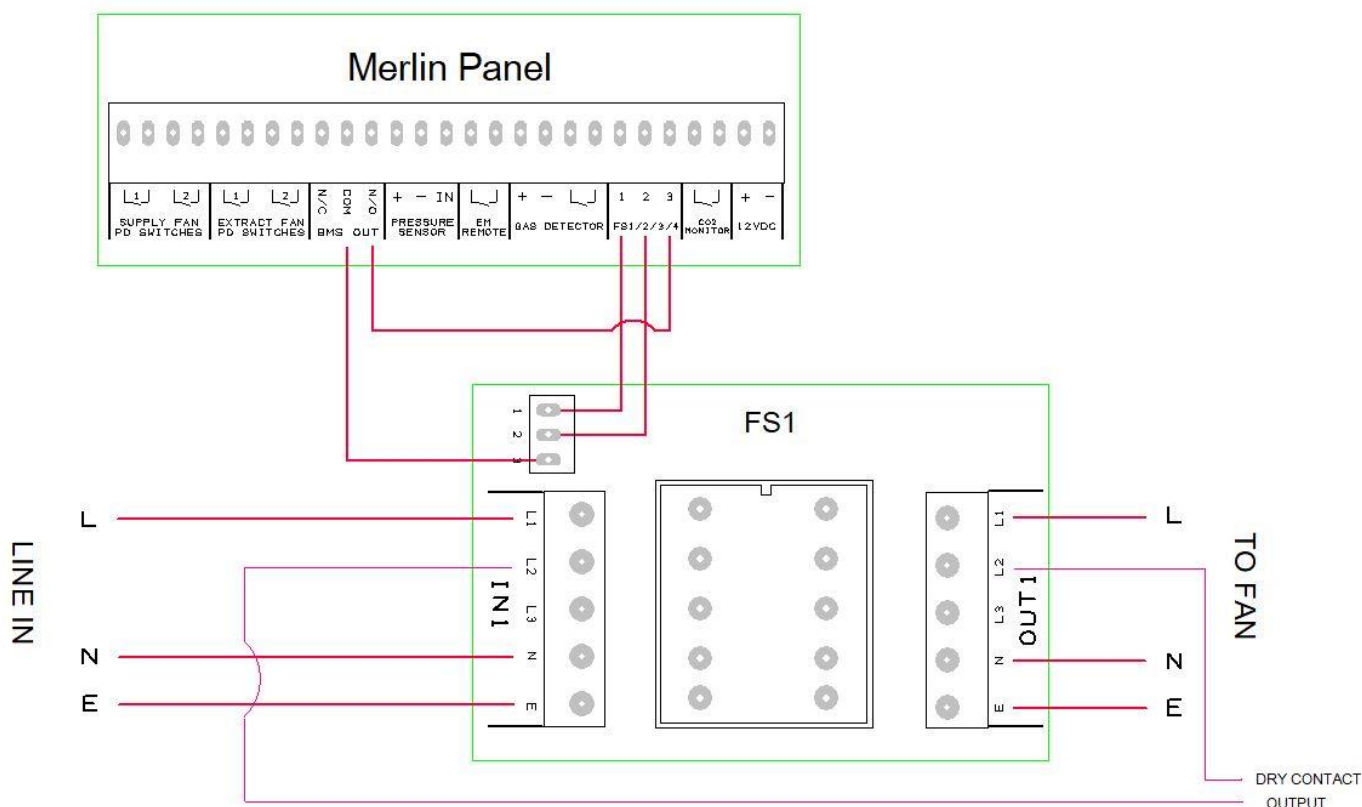 Merlin Panel
1 2 1 2 N/C COM N/O + - IN + - 1 2 3 + -
SUPPLY FAN PD SWITCHES
EXTRACT FAN PD SWITCHES
BMS OUT
PRESSURE SENSOR
EM REMOTE
GAS DETECTOR
FS1/2/3/4
CO2 MONITOR
12VDC
1
2
3
FS1
LINE IN
L
N
E
L1
L2
L3
N
E
IN1
L1
L2
L3
N
E
OUT1
L
N
E
TO FAN
DRY CONTACT
OUTPUT